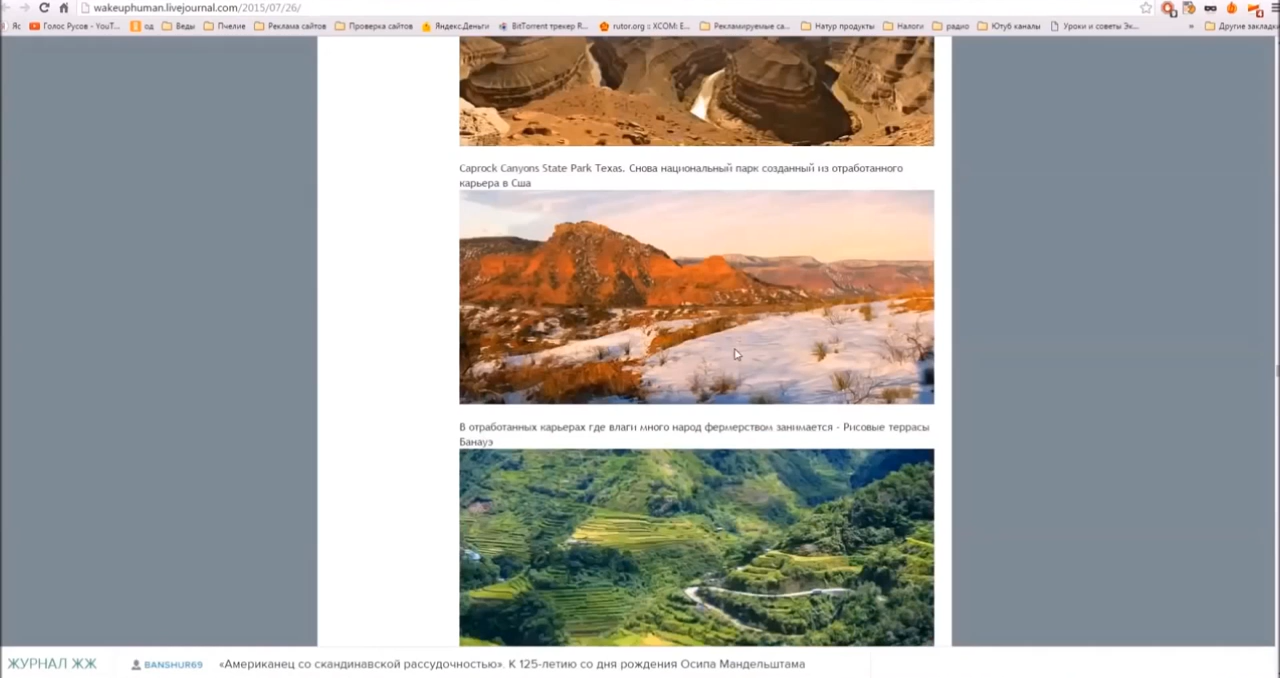 wakeuphuman.livejournal.com/2015/07/26/
Яс Голос Русов - YouT... од Веды Пчелие Реклама сайтов Проверка сайтов Яндекс.Деньги BitTorrent трекер R... rutor.org :: XCOM: E... Рекламируемые са... Натур продукты Налоги радио Ютуб каналы Уроки и советы Эк... » Другие закладк
Caprock Canyons State Park Texas. Снова национальный парк созданный из отработанного
карьера в Сша
В отработанных карьерах где влаги много народ фермерством занимается - Рисовые террасы
Банауэ
ЖУРНАЛ ЖЖ BANSHUR69 «Американец со скандинавской рассудочностью». К 125-летию со дня рождения Осипа Мандельштама